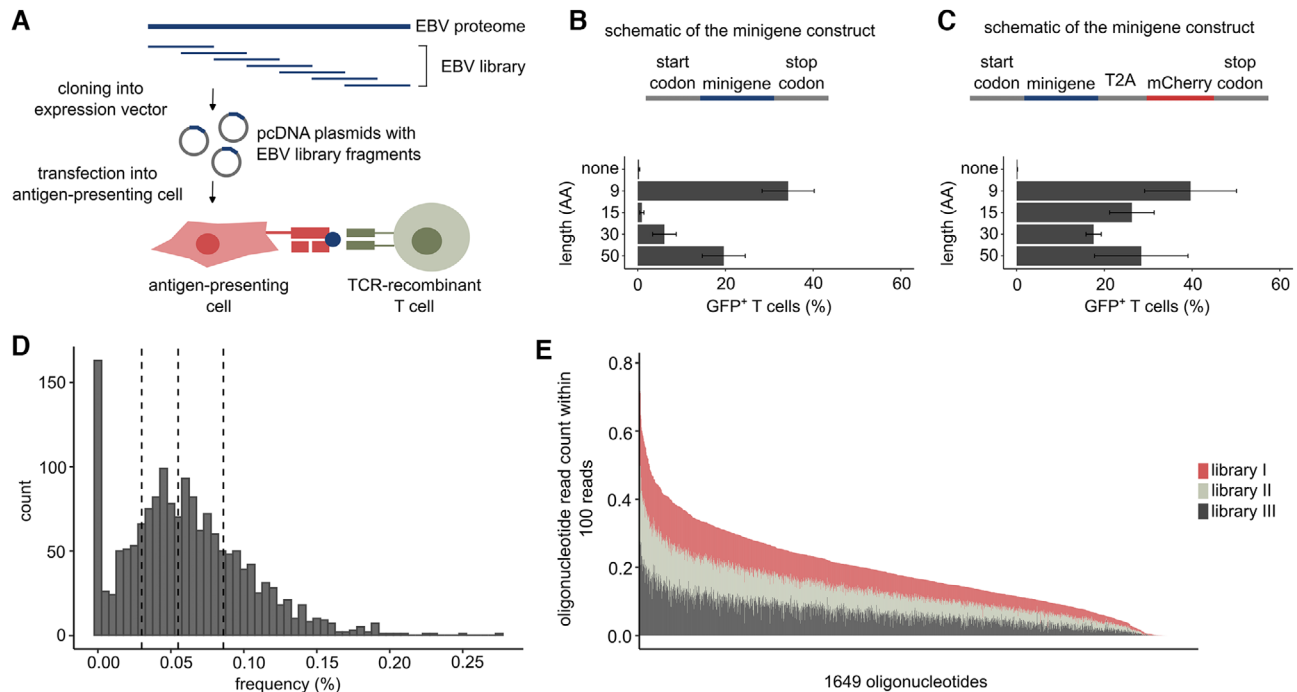 A
EBV proteome
EBV library
cloning into
expression vector
pcDNA plasmids with
EBV library fragments
transfection into
antigen-presenting cell
antigen-presenting
cell
TCR-recombinant
T cell
B
schematic of the minigene construct
start
codon
minigene
stop
codon
length (AA)
none
9
15
30
50
0
20
40
60
GFP+ T cells (%)
C
schematic of the minigene construct
start
codon
minigene
T2A
mCherry
stop
codon
length (AA)
none
9
15
30
50
0
20
40
60
GFP+ T cells (%)
D
count
150
100
50
0
0.00
0.05
0.10
0.15
0.20
0.25
frequency (%)
E
oligonucleotide read count within
100 reads
0.8
0.6
0.4
0.2
0.0
1649 oligonucleotides
library I
library II
library III